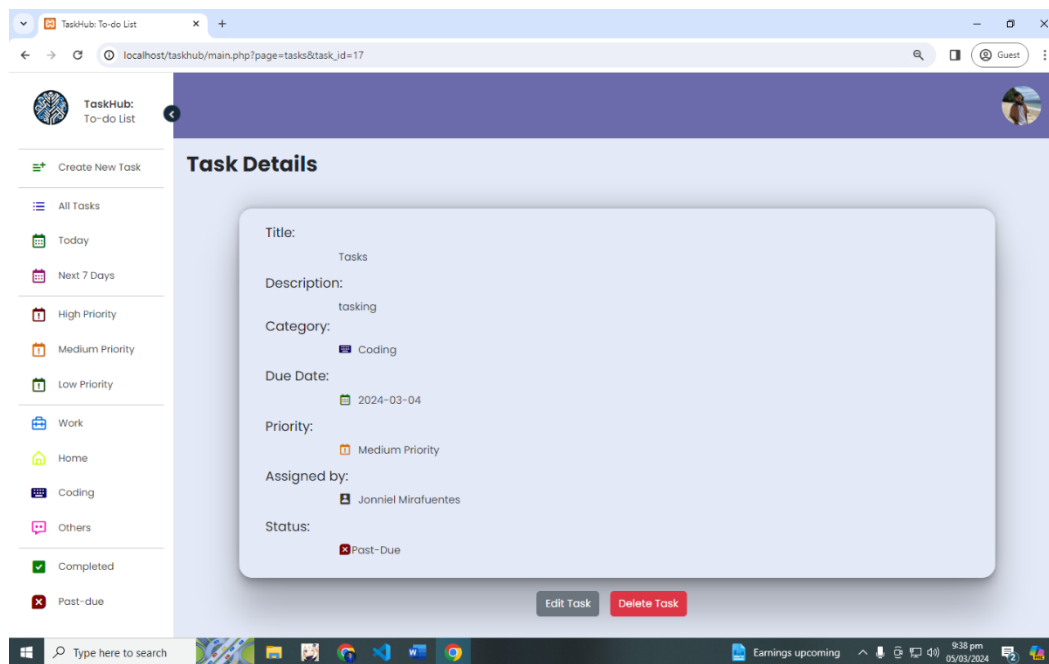 TaskHub: To-do List
localhost/taskhub/main.php?page=tasks&task_id=17
Guest
TaskHub:
To-do List
Create New Task
All Tasks
Today
Next 7 Days
High Priority
Medium Priority
Low Priority
Work
Home
Coding
Others
Completed
Past-due
Task Details
Title:
Tasks
Description:
tasking
Category:
Coding
Due Date:
2024-03-04
Priority:
Medium Priority
Assigned by:
Jonniel Mirafuentes
Status:
Past-Due
Edit Task
Delete Task
Type here to search
Earnings upcoming
9:38 pm
05/03/2024
2